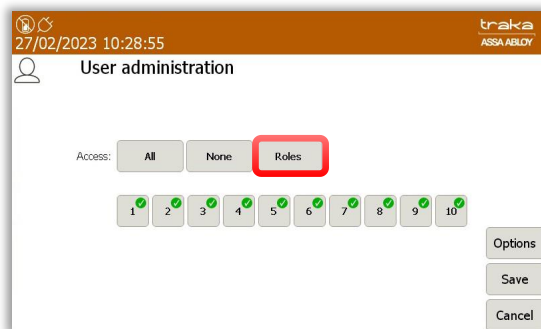 traka
27/02/2023 10:28:55
ASSA ABLOY
User administration
Access:
All
None
Roles
1
2
3
4
5
6
7
8
9
10
Options
Save
Cancel